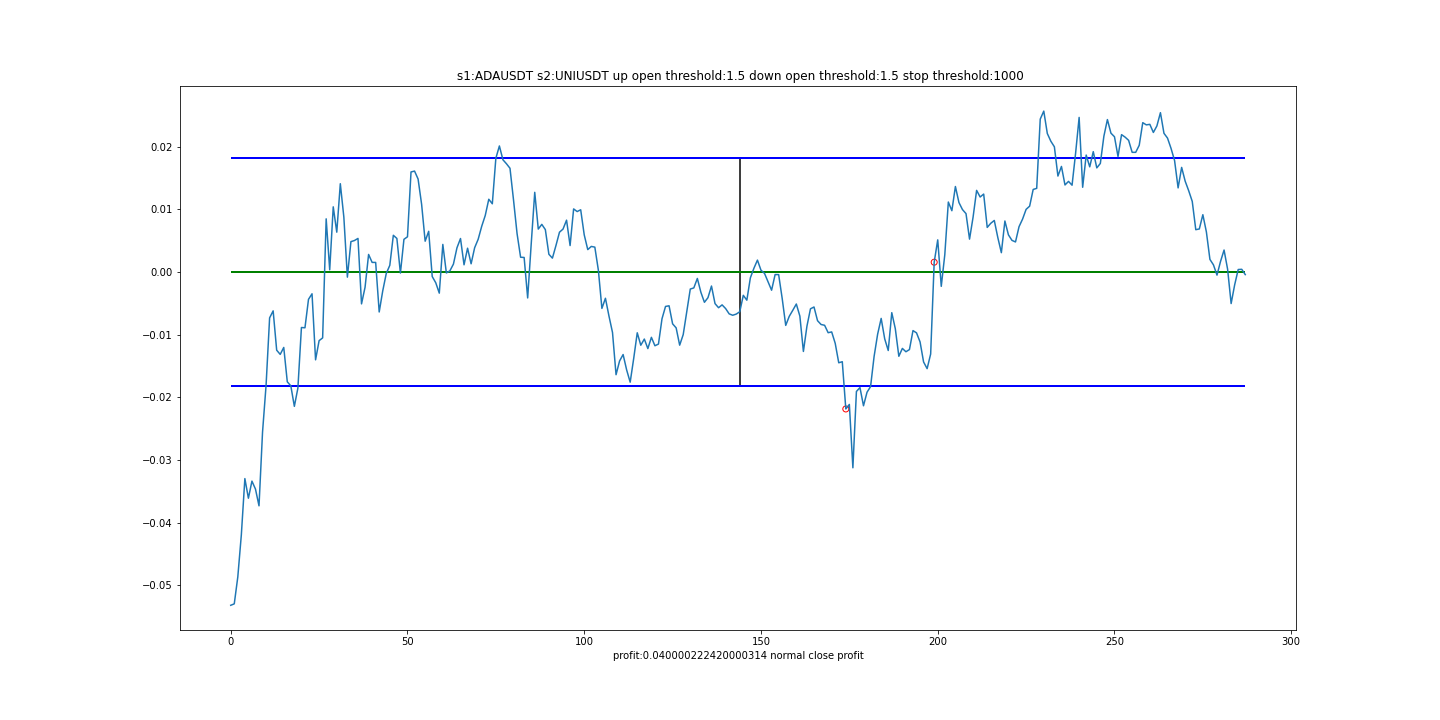 s1:ADAUSDT s2:UNIUSDT up open threshold:1.5 down open threshold:1.5 stop threshold:1000
0.02
0.01
0.00
−0.01
−0.02
−0.03
−0.04
−0.05
0 50 100 150 200 250 300
profit:0.040000222420000314 normal close profit